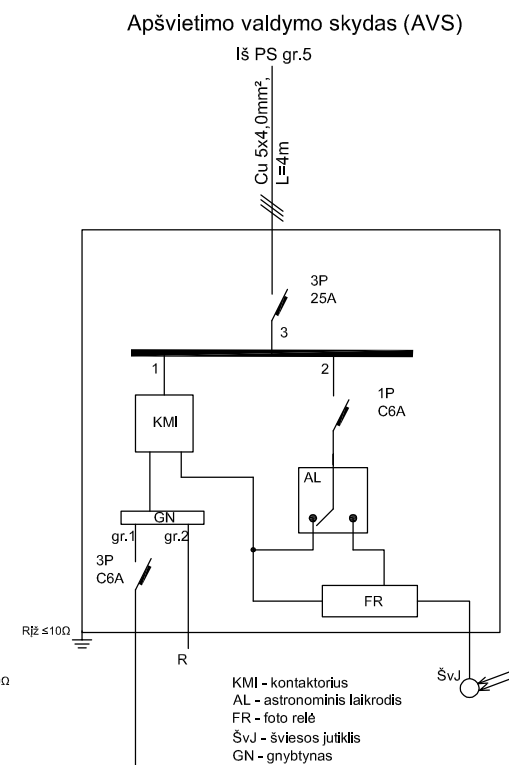 Apšvietimo valdymo skydas (AVS)
Iš PS gr.5
Cu 5x4,0mm²,
L=4m
3P
25A
3
1
2
1P
C6A
KMI
AL
GN
gr.1
gr.2
3P
C6A
FR
Rįž ≤10Ω
R
ŠvJ
Ω
KMI - kontaktorius
AL - astronominis laikrodis
FR - foto relė
ŠvJ - šviesos jutiklis
GN - gnybtynas